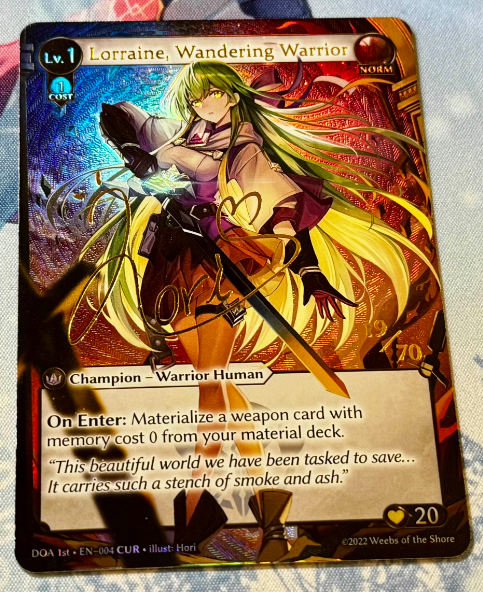 Lv. 1
Lorraine, Wandering Warrior
NORM
1
COST
Hori
19/70
Champion – Warrior Human
On Enter: Materialize a weapon card with
memory cost 0 from your material deck.
“This beautiful world we have been tasked to save...
It carries such a stench of smoke and ash.”
20
DOA 1st • EN-004 CUR • illust: Hori
©2022 Weebs of the Shore